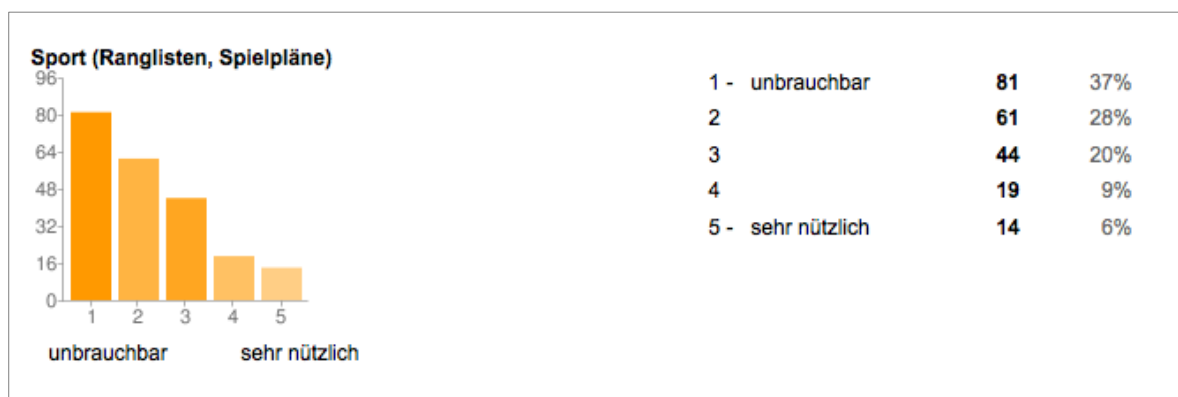 Sport (Ranglisten, Spielpläne)
96
80
64
48
32
16
0
1 2 3 4 5
unbrauchbar sehr nützlich
1 - unbrauchbar 81 37%
2 61 28%
3 44 20%
4 19 9%
5 - sehr nützlich 14 6%